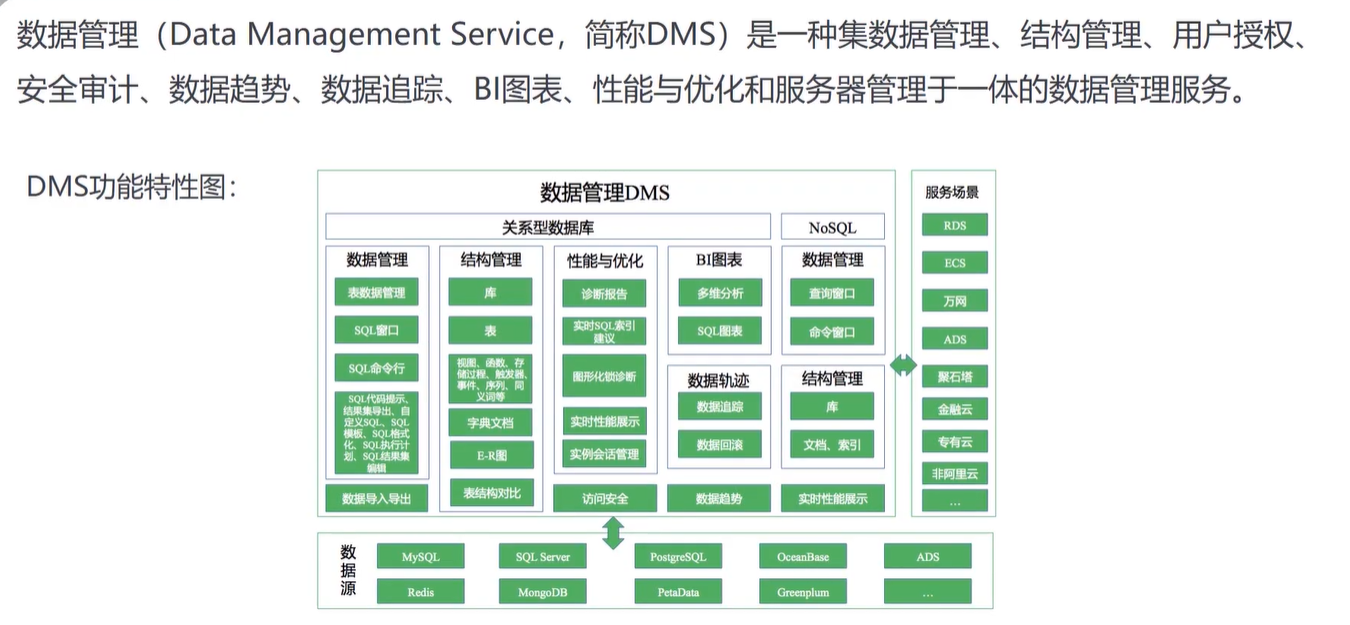 数据管理（Data Management Service，简称DMS）是一种集数据管理、结构管理、用户授权、
安全审计、数据趋势、数据追踪、BI图表、性能与优化和服务器管理于一体的数据管理服务。
DMS功能特性图：
数据管理DMS
关系型数据库
NoSQL
数据管理
表数据管理
SQL窗口
SQL命令行
SQL代码提示、
结果集导出、自
定义SQL、SQL
模板、SQL格式
化、SQL执行计
划、SQL结果集
编辑
数据导入导出
结构管理
库
表
视图、函数、存
储过程、触发器、
事件、序列、同
义词等
字典文档
E-R图
表结构对比
性能与优化
诊断报告
实时SQL索引
建议
图形化锁诊断
实时性能展示
实例会话管理
访问安全
BI图表
多维分析
SQL图表
数据轨迹
数据追踪
数据回滚
数据趋势
数据管理
查询窗口
命令窗口
结构管理
库
文档、索引
实时性能展示
服务场景
RDS
ECS
万网
ADS
聚石塔
金融云
专有云
非阿里云
...
数
据
源
MySQL
SQL Server
PostgreSQL
OceanBase
ADS
Redis
MongoDB
PetaData
Greenplum
...